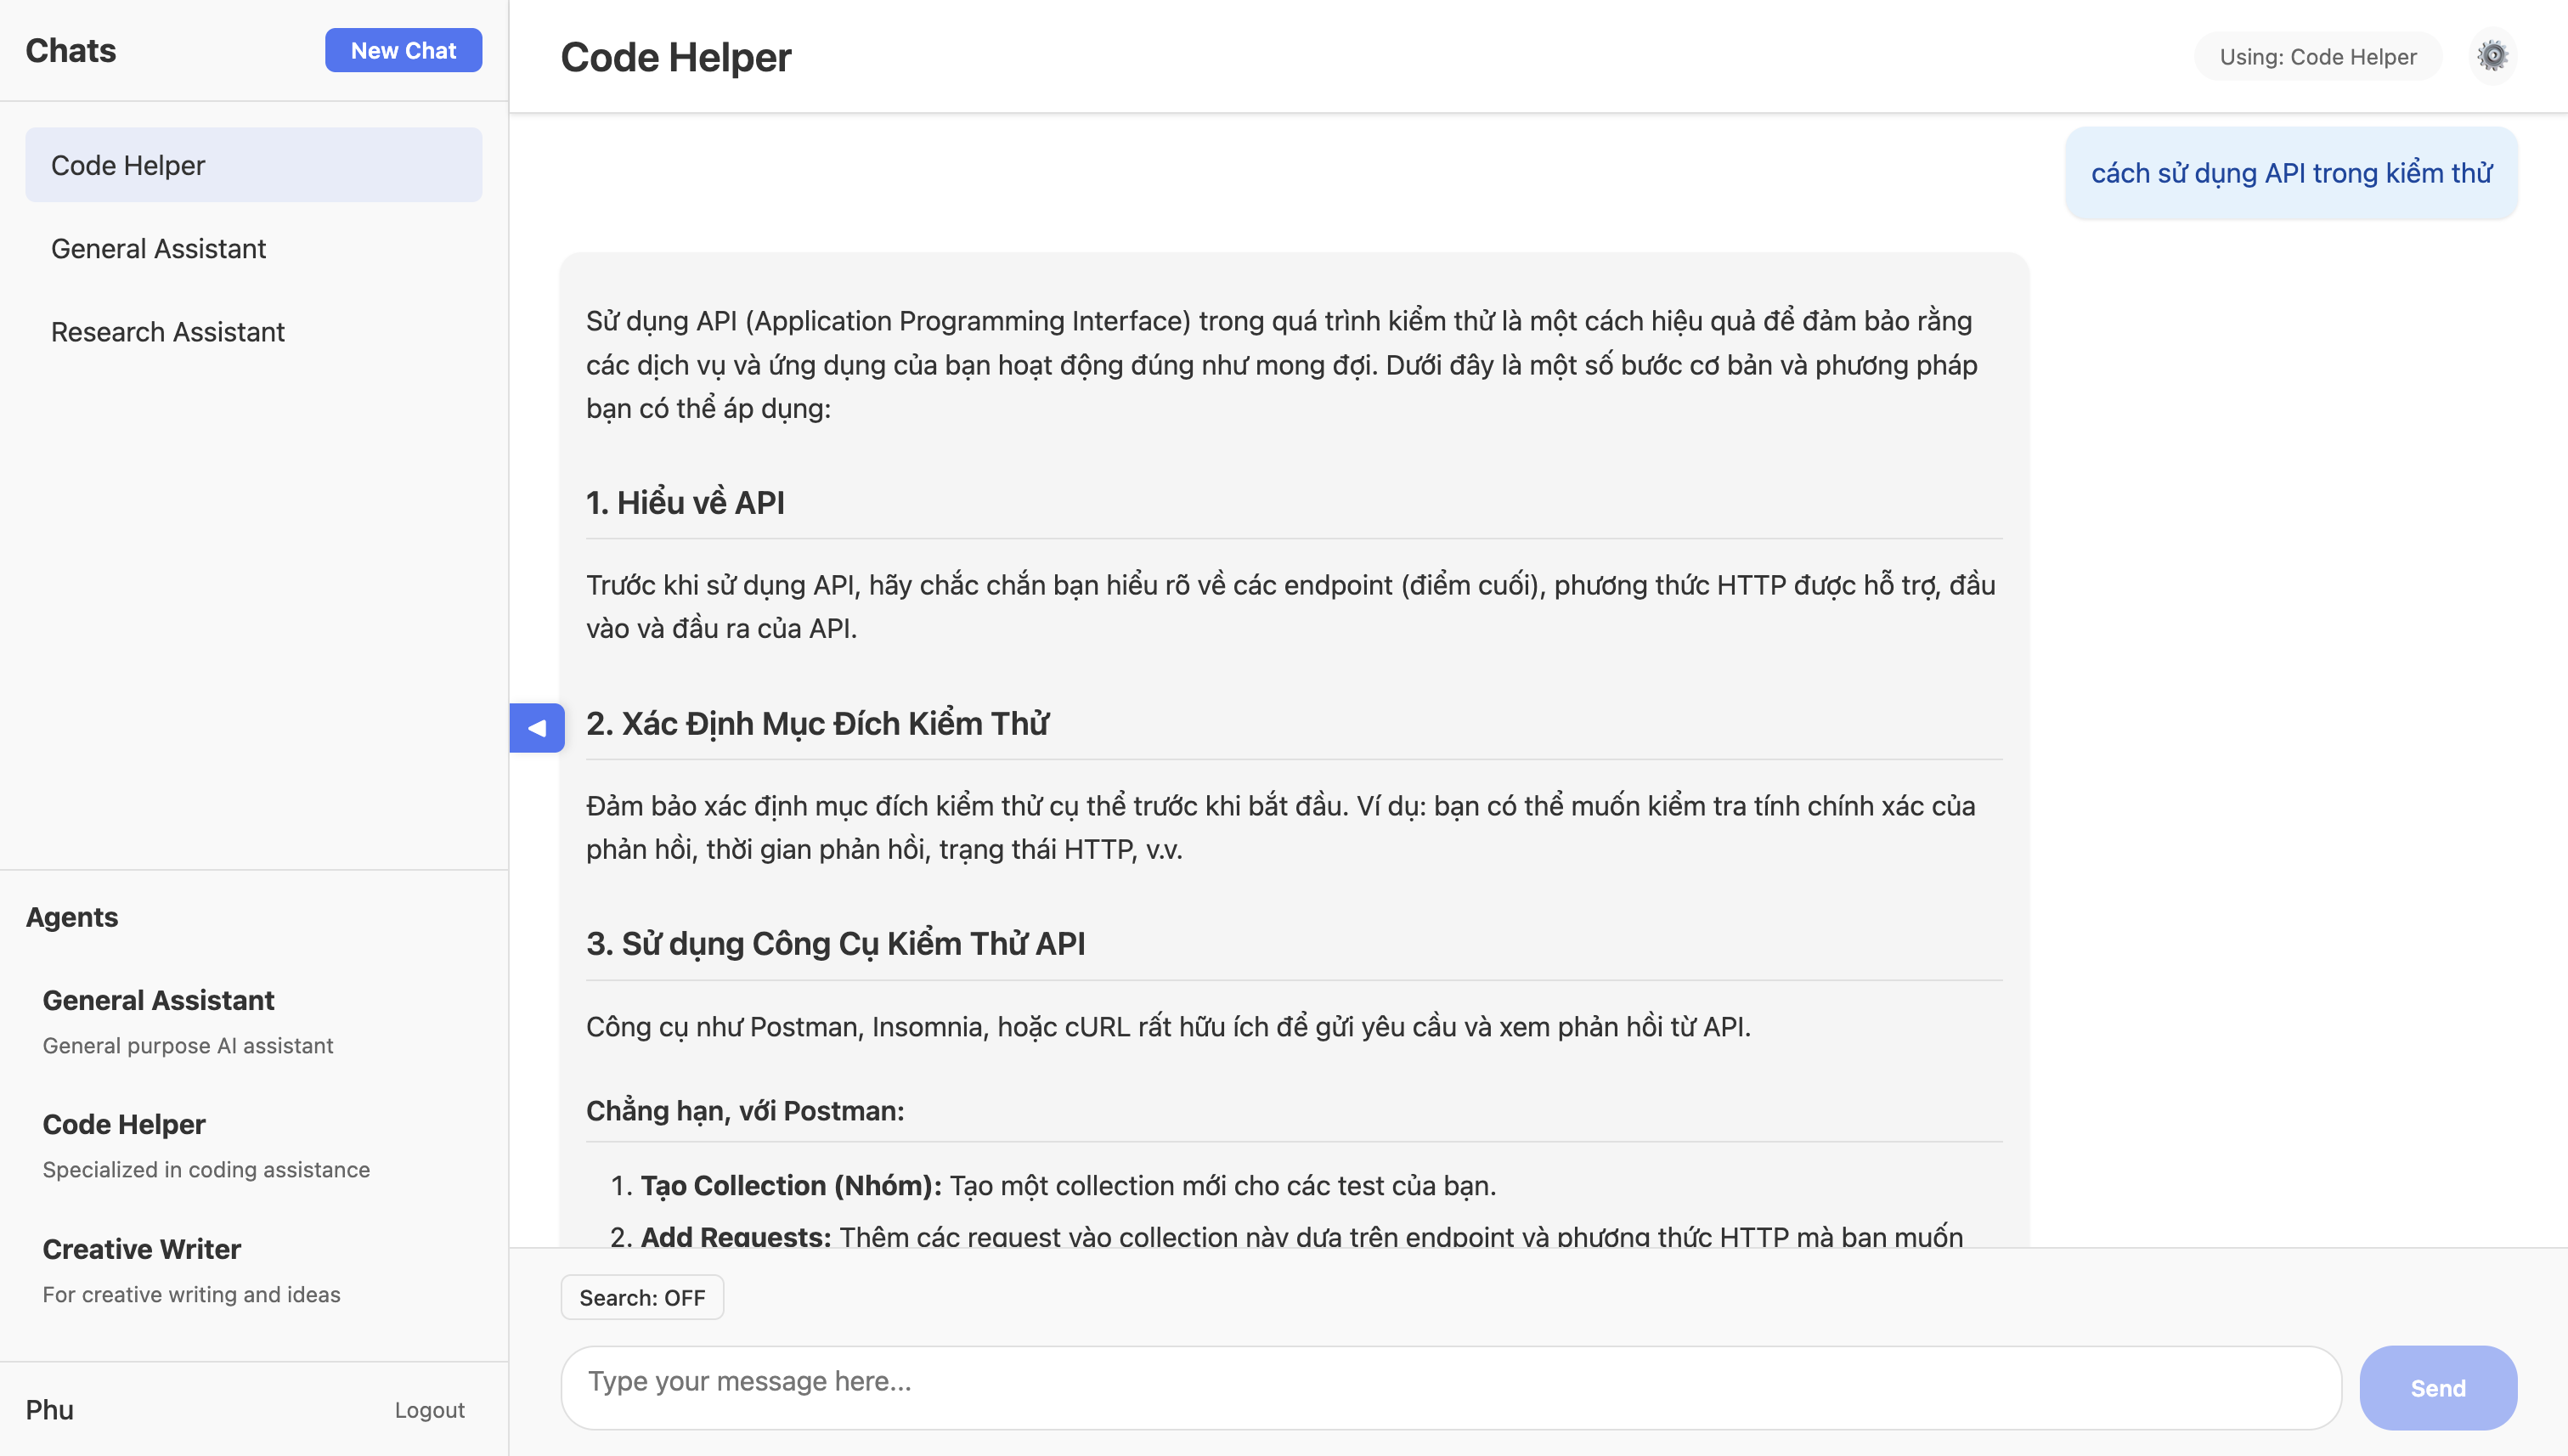 Chats
New Chat
Code Helper
General Assistant
Research Assistant
Agents
General Assistant
General purpose AI assistant
Code Helper
Specialized in coding assistance
Creative Writer
For creative writing and ideas
Phu
Logout
Code Helper
Using: Code Helper
cách sử dụng API trong kiểm thử
Sử dụng API (Application Programming Interface) trong quá trình kiểm thử là một cách hiệu quả để đảm bảo rằng
các dịch vụ và ứng dụng của bạn hoạt động đúng như mong đợi. Dưới đây là một số bước cơ bản và phương pháp
bạn có thể áp dụng:
1. Hiểu về API
Trước khi sử dụng API, hãy chắc chắn bạn hiểu rõ về các endpoint (điểm cuối), phương thức HTTP được hỗ trợ, đầu
vào và đầu ra của API.
2. Xác Định Mục Đích Kiểm Thử
Đảm bảo xác định mục đích kiểm thử cụ thể trước khi bắt đầu. Ví dụ: bạn có thể muốn kiểm tra tính chính xác của
phản hồi, thời gian phản hồi, trạng thái HTTP, v.v.
3. Sử dụng Công Cụ Kiểm Thử API
Công cụ như Postman, Insomnia, hoặc cURL rất hữu ích để gửi yêu cầu và xem phản hồi từ API.
Chẳng hạn, với Postman:
1. Tạo Collection (Nhóm): Tạo một collection mới cho các test của bạn.
2. Add Requests: Thêm các request vào collection này dựa trên endpoint và phương thức HTTP mà bạn muốn
Search: OFF
Type your message here...
Send